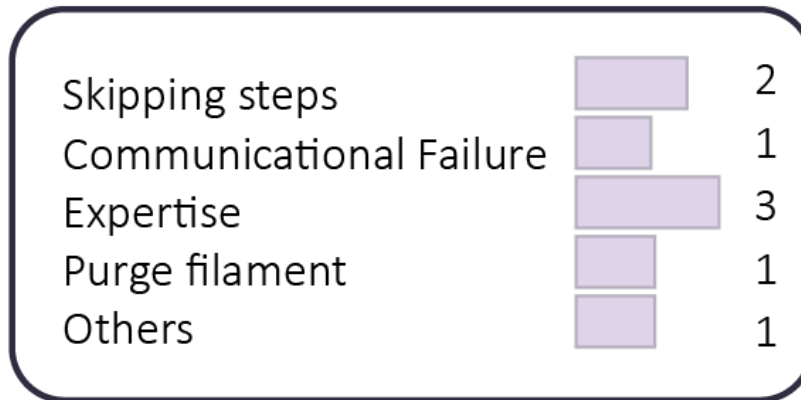 Skipping steps 2
Communicational Failure 1
Expertise 3
Purge filament 1
Others 1